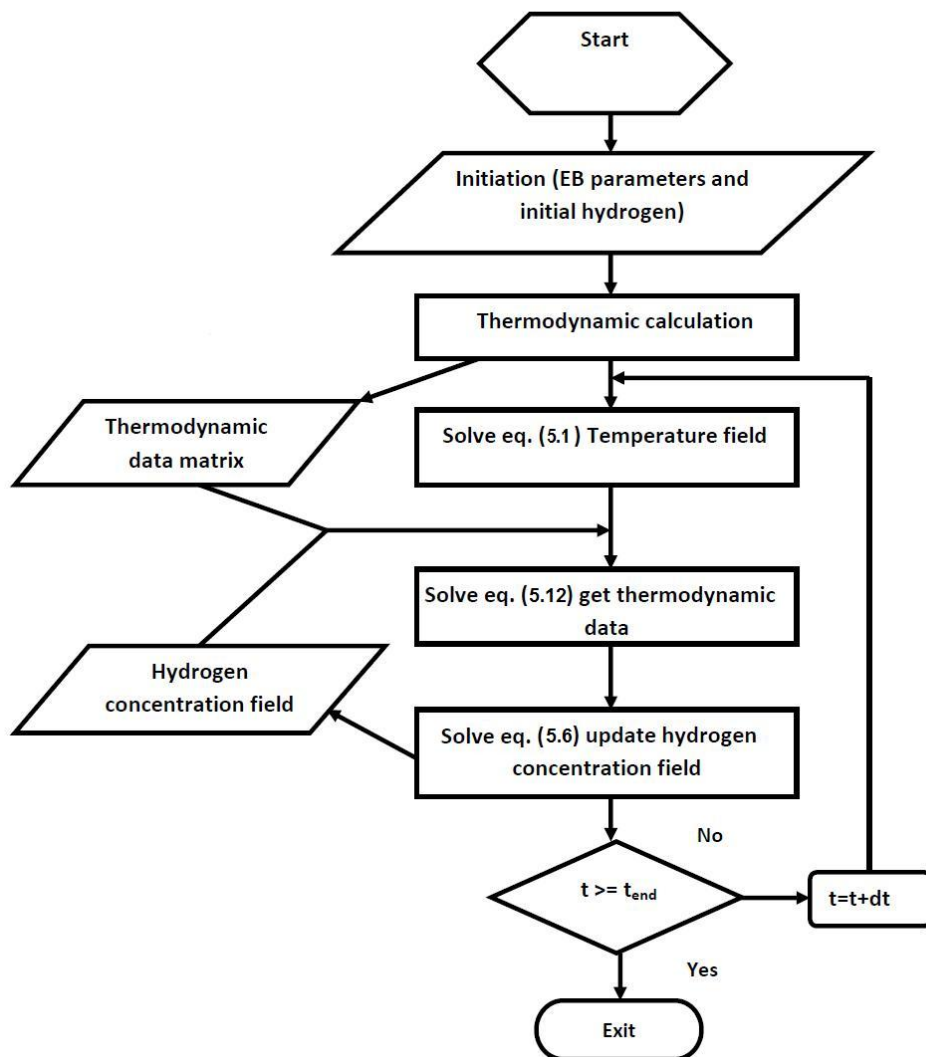 Start
Initiation (EB parameters and
initial hydrogen)
Thermodynamic calculation
Thermodynamic
data matrix
Solve eq. (5.1) Temperature field
Solve eq. (5.12) get thermodynamic
data
Hydrogen
concentration field
Solve eq. (5.6) update hydrogen
concentration field
No
t >= tend
t=t+dt
Yes
Exit